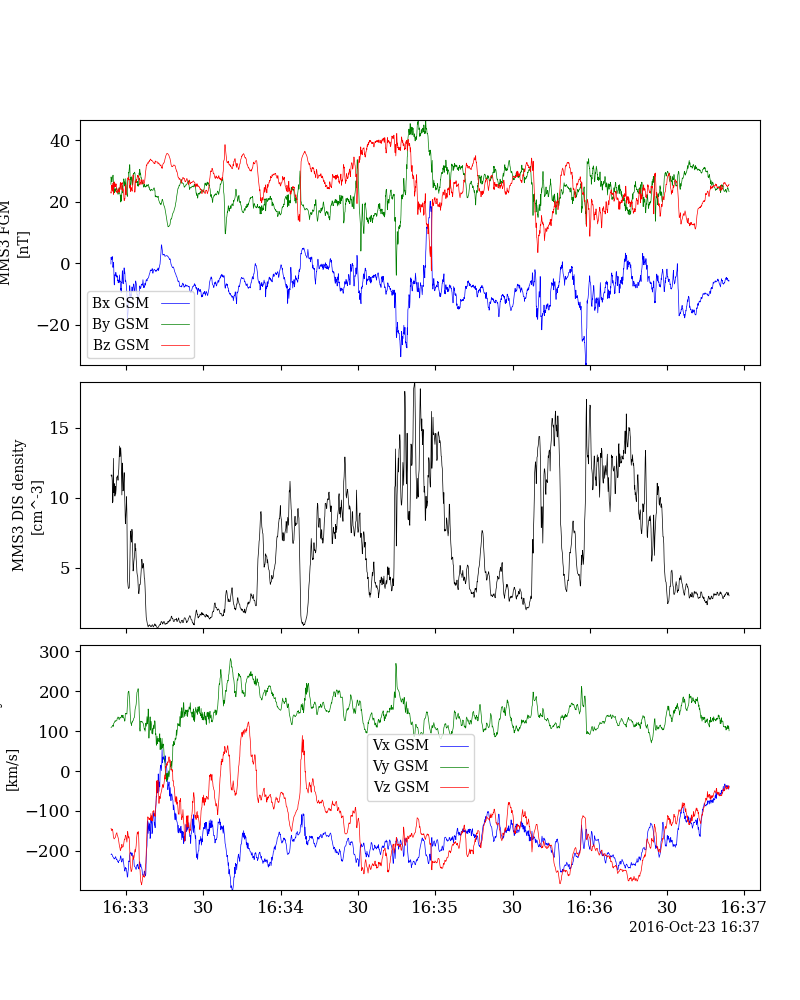 40
20
0
−20
MMS3 FGM
[nT]
Bx GSM
By GSM
Bz GSM
15
10
5
MMS3 DIS density
[cm^-3]
300
200
100
0
−100
−200
[km/s]
Vx GSM
Vy GSM
Vz GSM
16:33 30 16:34 30 16:35 30 16:36 30 16:37
2016-Oct-23 16:37